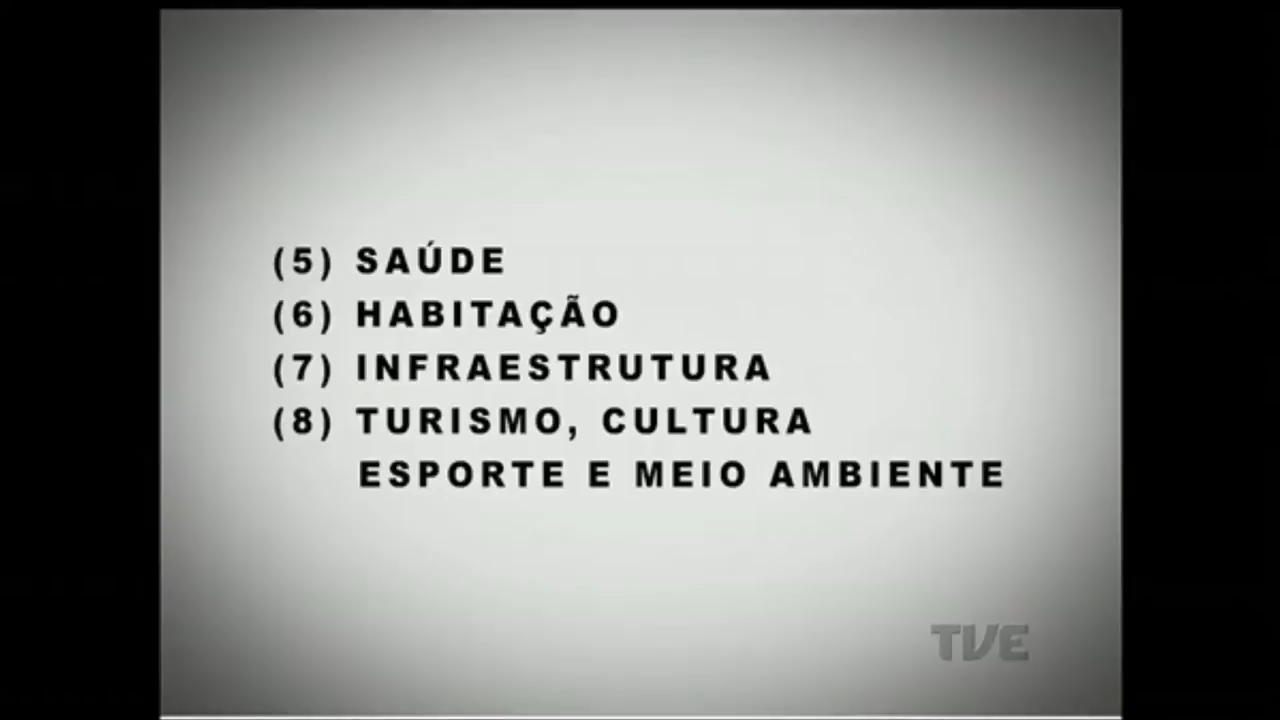 (5) SAÚDE
(6) HABITAÇÃO
(7) INFRAESTRUTURA
(8) TURISMO, CULTURA
ESPORTE E MEIO AMBIENTE
TVE